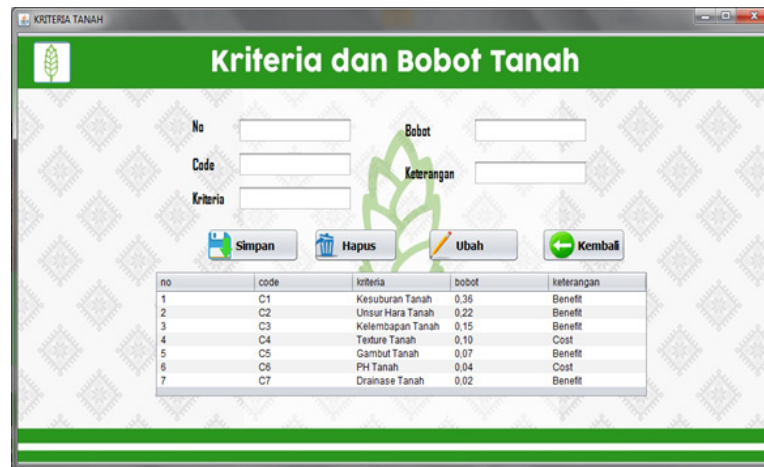 KRITERIA TANAH
Kriteria dan Bobot Tanah
No
Bobot
Code
Keterangan
Kriteria
Simpan Hapus Ubah Kembali
no code kriteria bobot keterangan
1 C1 Kesuburan Tanah 0,36 Benefit
2 C2 Unsur Hara Tanah 0,22 Benefit
3 C3 Kelembapan Tanah 0,15 Benefit
4 C4 Texture Tanah 0,10 Cost
5 C5 Gambut Tanah 0,07 Benefit
6 C6 PH Tanah 0,04 Cost
7 C7 Drainase Tanah 0,02 Benefit